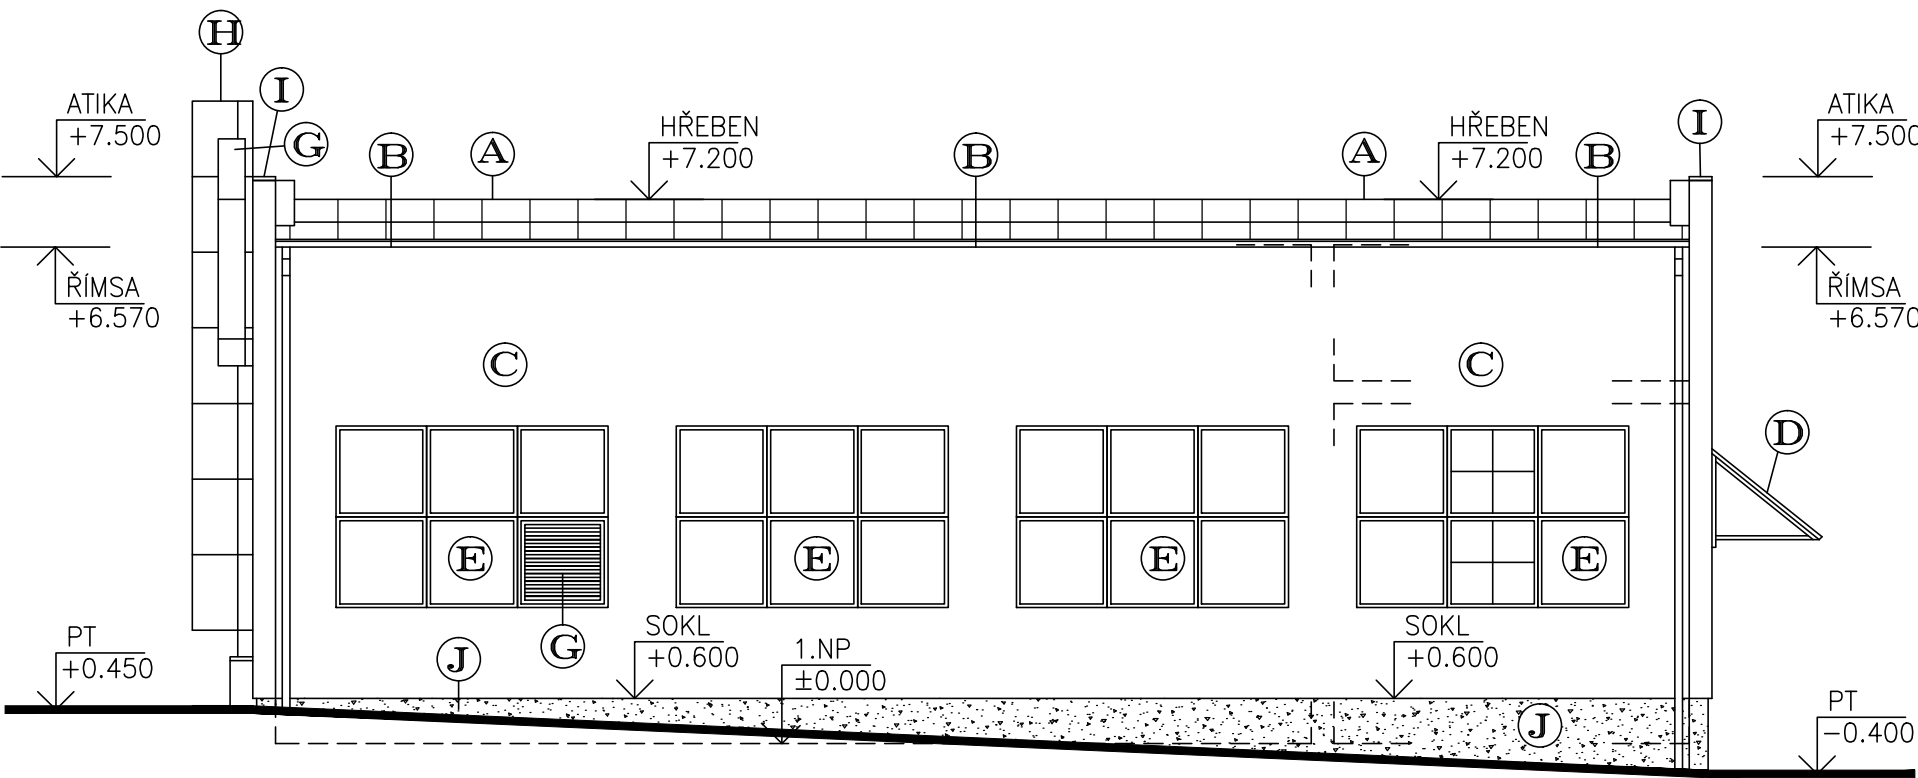 H
I
ATIKA
+7.500
G
B
A
HŘEBEN
+7.200
B
A
HŘEBEN
+7.200
B
I
ATIKA
+7.500
ŘÍMSA
+6.570
ŘÍMSA
+6.570
C
C
D
E
E
E
E
G
J
SOKL
+0.600
1.NP
±0.000
SOKL
+0.600
PT
+0.450
J
PT
−0.400